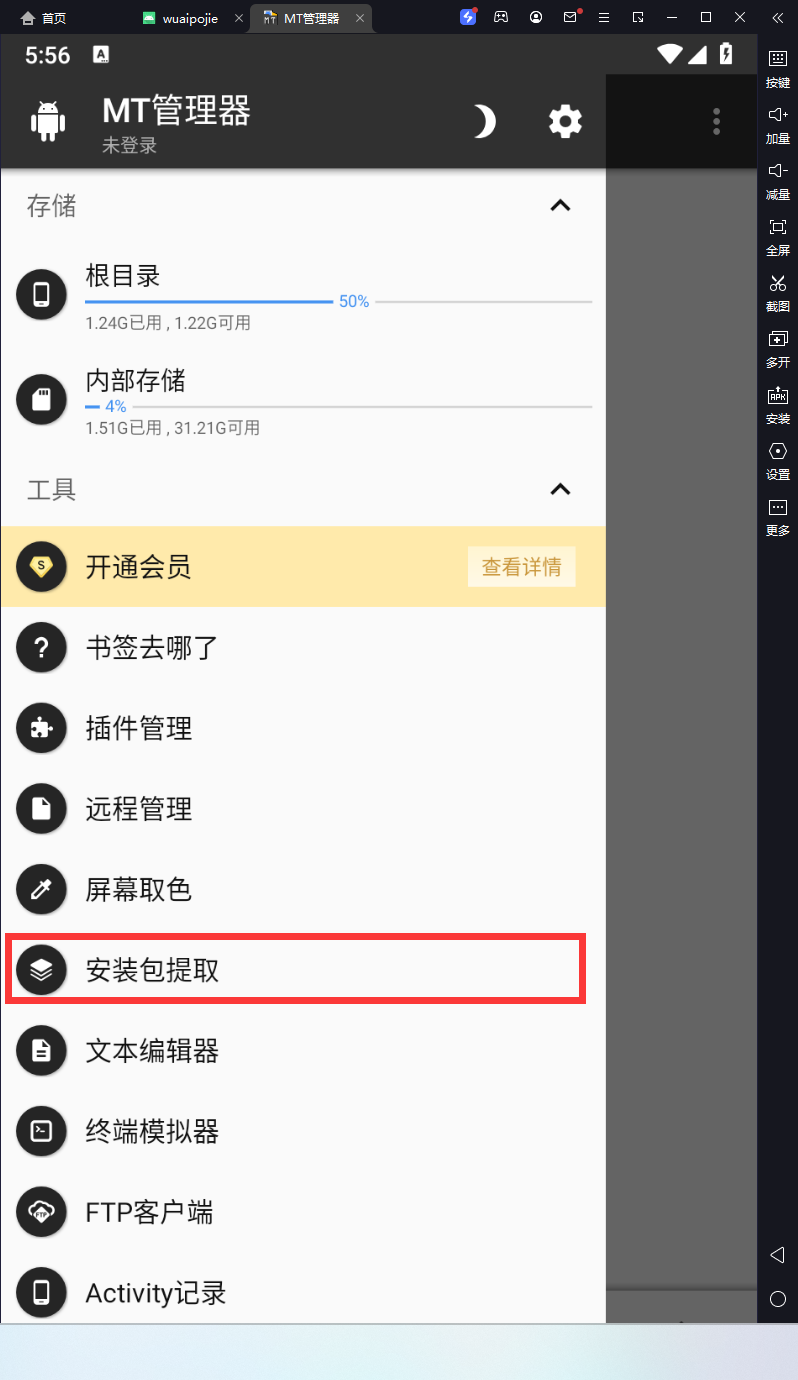 首页
wuaipojie
MT管理器
5:56
A
MT管理器
未登录
存储
根目录
50%
1.24G已用 , 1.22G可用
内部存储
4%
1.51G已用 , 31.21G可用
工具
S
开通会员
查看详情
?
书签去哪了
插件管理
远程管理
屏幕取色
安装包提取
文本编辑器
终端模拟器
FTP
FTP客户端
Activity记录
按键
加量
减量
全屏
截图
多开
APK
安装
设置
更多